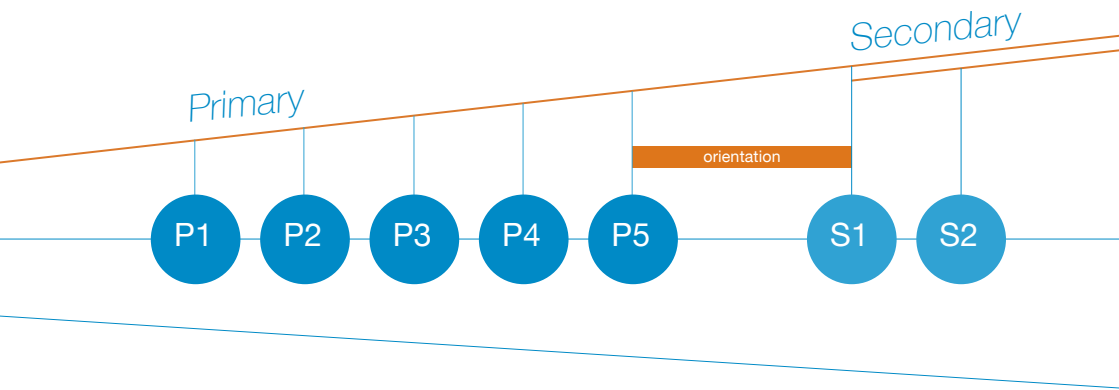 Secondary
Primary
orientation
P1 P2 P3 P4 P5 S1 S2